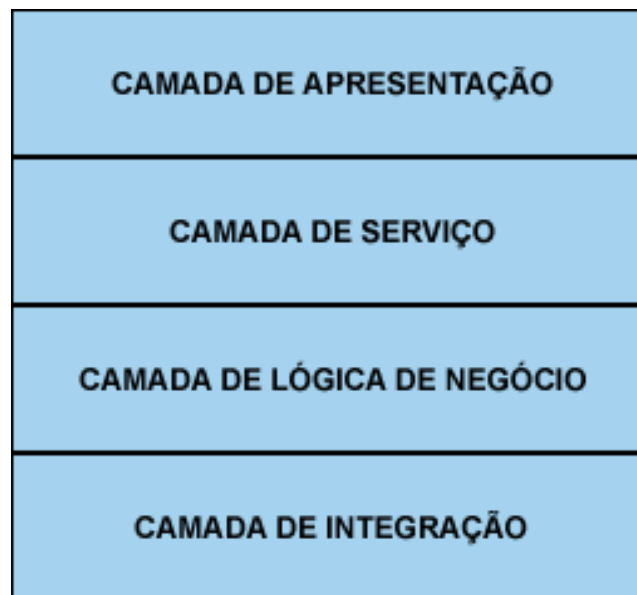 CAMADA DE APRESENTAÇÃO
CAMADA DE SERVIÇO
CAMADA DE LÓGICA DE NEGÓCIO
CAMADA DE INTEGRAÇÃO